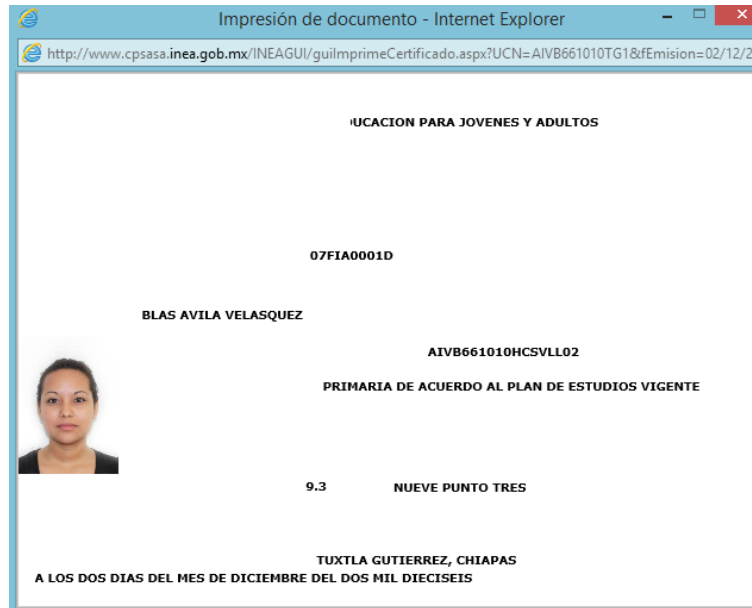 Impresión de documento - Internet Explorer
http://www.cpsasa.inea.gob.mx/INEAGUI/guiImprimeCertificado.aspx?UCN=AIVB661010TG1&fEmision=02/12/2
UCACION PARA JOVENES Y ADULTOS
07FIA0001D
BLAS AVILA VELASQUEZ
AIVB661010HCSVLL02
PRIMARIA DE ACUERDO AL PLAN DE ESTUDIOS VIGENTE
9.3 NUEVE PUNTO TRES
TUXTLA GUTIERREZ, CHIAPAS
A LOS DOS DIAS DEL MES DE DICIEMBRE DEL DOS MIL DIECISEIS